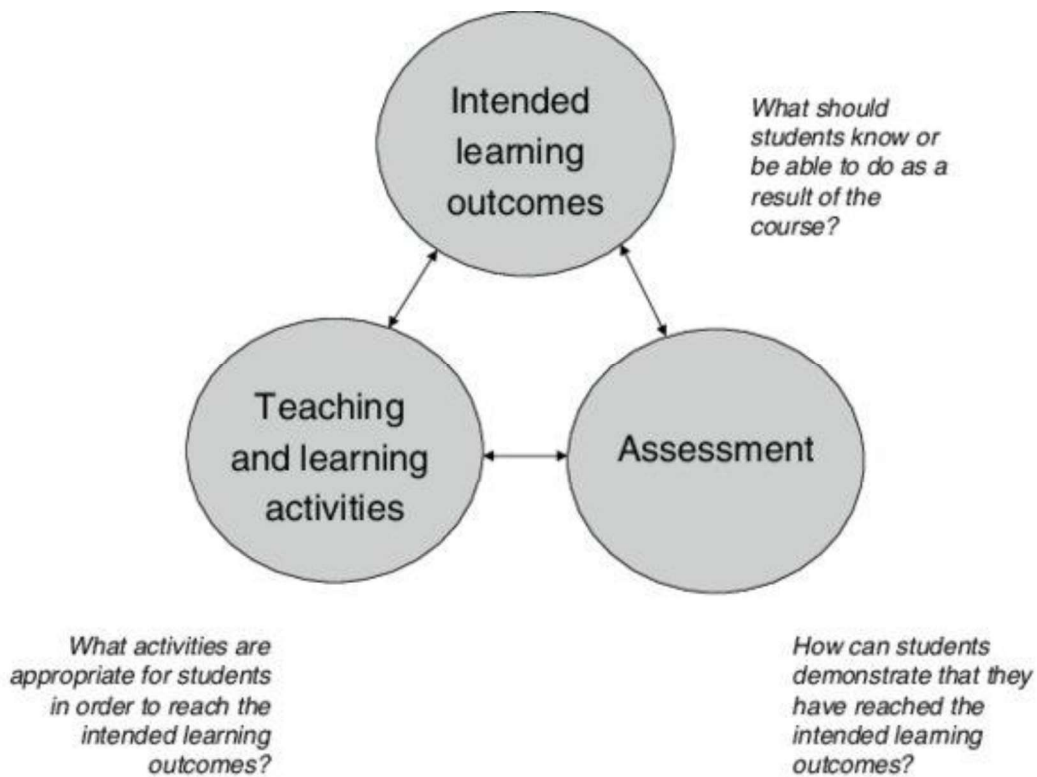 Intended
learning
outcomes
What should
students know or
be able to do as a
result of the
course?
Teaching
and learning
activities
Assessment
What activities are
appropriate for students
in order to reach the
intended learning
outcomes?
How can students
demonstrate that they
have reached the
intended learning
outcomes?